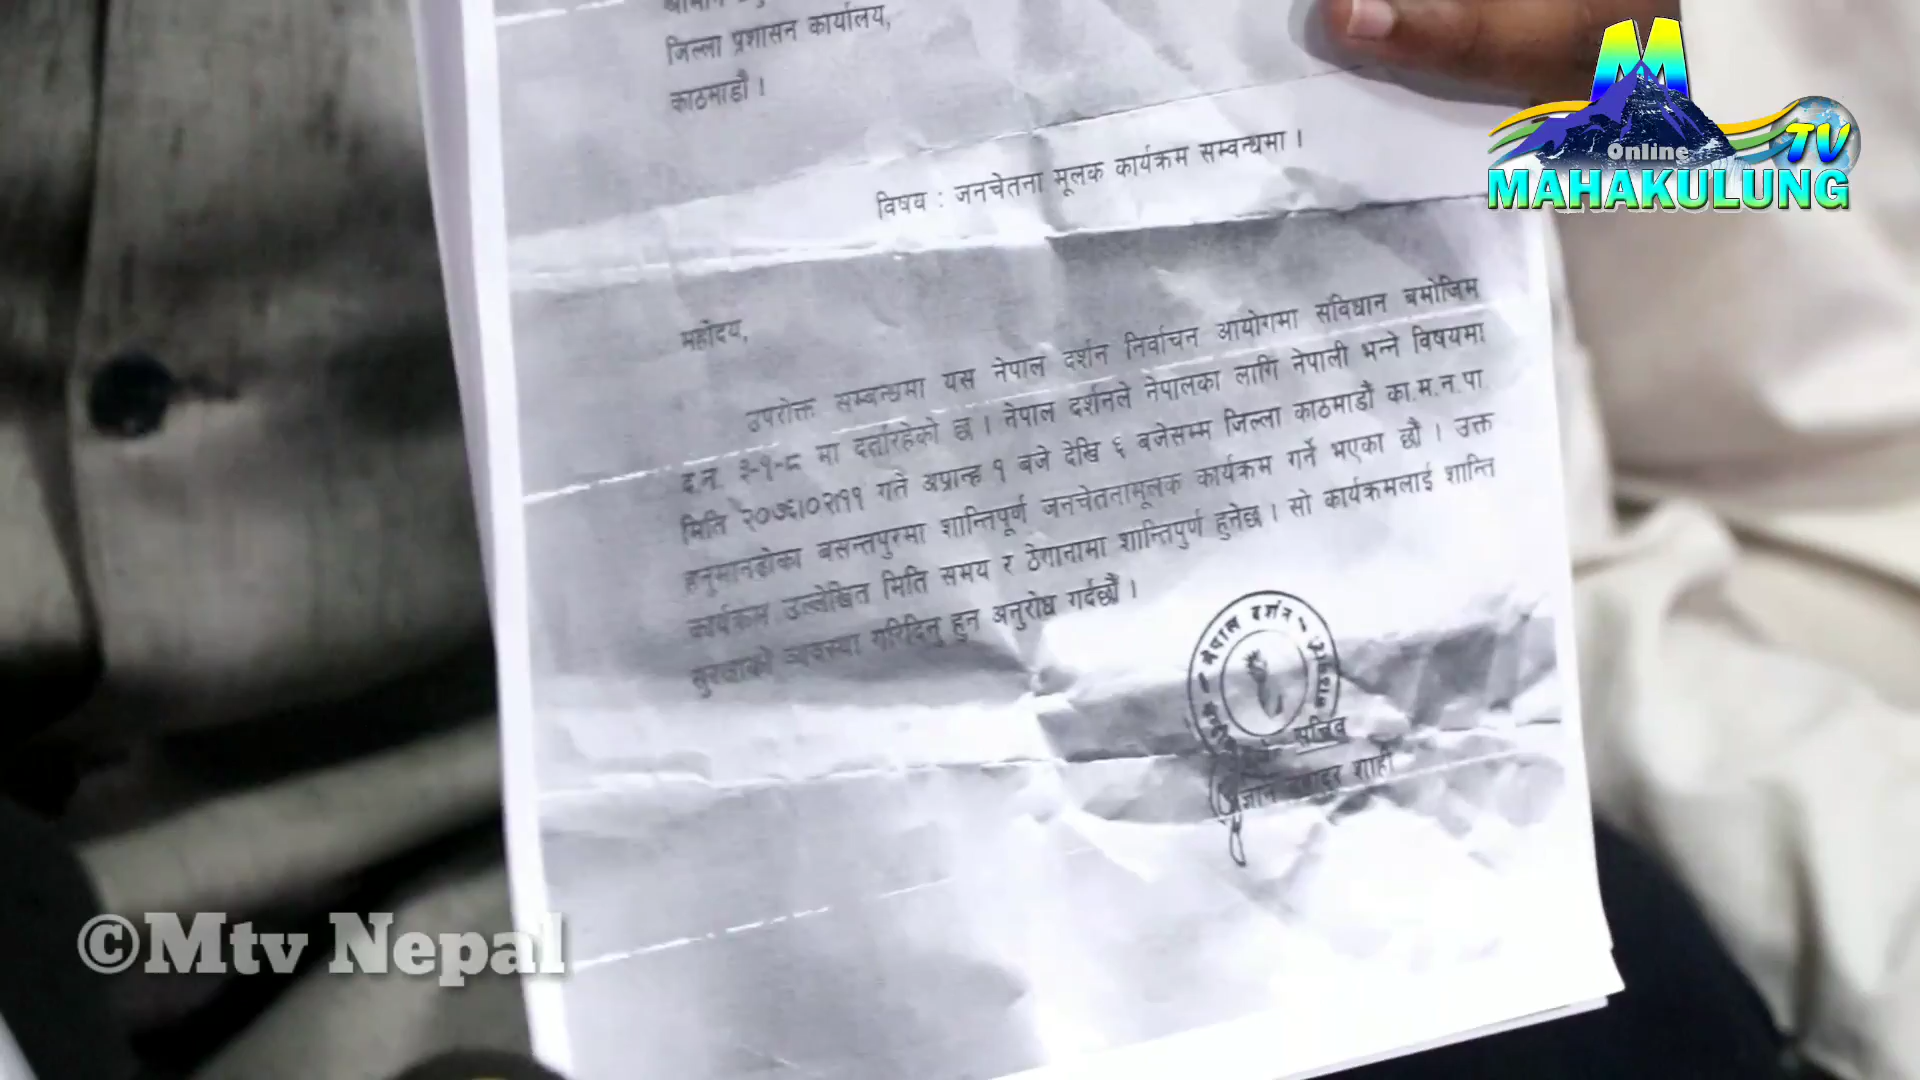 जिल्ला प्रशासन कार्यालय,
काठमाडौं ।
विषय : जनचेतना मूलक कार्यक्रम सम्बन्धमा ।
महोदय,
उपरोक्त सम्बन्धमा यस नेपाल दर्शन निर्वाचन आयोगमा संविधान बमोजिम
द.न. ३-१-८ मा दर्तारहेको छ । नेपाल दर्शनले नेपालका लागि नेपाली भन्ने विषयमा
मिति २०७६।०२।११ गते अप्रान्ह १ बजे देखि ६ बजेसम्म जिल्ला काठमाडौं का.म.न.पा
हनुमानढोका बसन्तपुरमा शान्तिपूर्ण जनचेतनामूलक कार्यक्रम गर्ने भएका छौं । उक्त
कार्यक्रम उल्लेखित मिति समय र ठेगानामा शान्तिपुर्ण हुनेछ । सो कार्यक्रमलाई शान्ति
सुरक्षाको व्यवस्था गरिदिनु हुन अनुरोध गर्दछौं ।
नेपाल दर्शन
सचिव
ज्ञान बहादुर शाही
M
Online TV
MAHAKULUNG
©Mtv Nepal